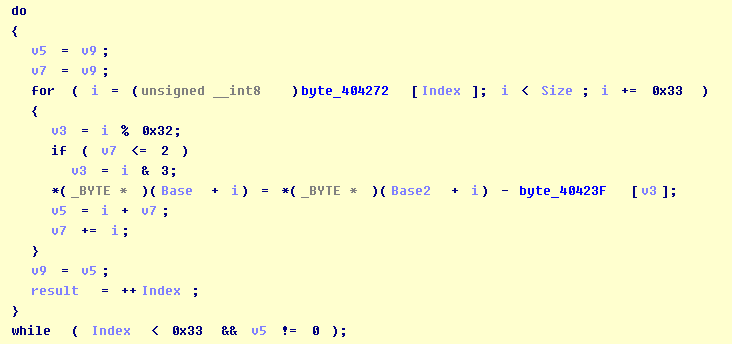 do
{
v5 = v9;
v7 = v9;
for ( i = (unsigned __int8 )byte_404272 [Index ]; i < Size ; i += 0x33 )
{
v3 = i % 0x32;
if ( v7 <= 2 )
v3 = i & 3;
*(_BYTE * )(Base + i) = *(_BYTE * )(Base2 + i) - byte_40423F [v3];
v5 = i + v7;
v7 += i;
}
v9 = v5;
result = ++Index ;
}
while ( Index < 0x33 && v5 != 0 );